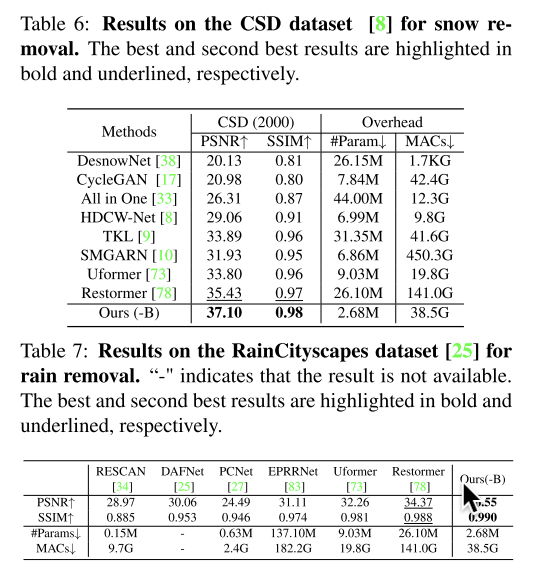 Table 6: Results on the CSD dataset [8] for snow re-
moval. The best and second best results are highlighted in
bold and underlined, respectively.
Methods CSD (2000) Overhead
PSNR↑ SSIM↑ #Param↓ MACs↓
DesnowNet [38] 20.13 0.81 26.15M 1.7KG
CycleGAN [17] 20.98 0.80 7.84M 42.4G
All in One [33] 26.31 0.87 44.00M 12.3G
HDCW-Net [8] 29.06 0.91 6.99M 9.8G
TKL [9] 33.89 0.96 31.35M 41.6G
SMGARN [10] 31.93 0.95 6.86M 450.3G
Uformer [73] 33.80 0.96 9.03M 19.8G
Restormer [78] 35.43 0.97 26.10M 141.0G
Ours (-B) 37.10 0.98 2.68M 38.5G
Table 7: Results on the RainCityscapes dataset [25] for
rain removal. “-" indicates that the result is not available.
The best and second best results are highlighted in bold and
underlined, respectively.
RESCAN DAFNet PCNet EPRRNet Uformer Restormer Ours(-B)
[34] [25] [27] [83] [73] [78]
PSNR↑ 28.97 30.06 24.49 31.11 32.26 34.37
SSIM↑ 0.885 0.953 0.946 0.974 0.981 0.988 0.990
#Params↓ 0.15M - 0.63M 137.10M 9.03M 26.10M 2.68M
MACs↓ 9.7G - 2.4G 182.2G 19.8G 141.0G 38.5G